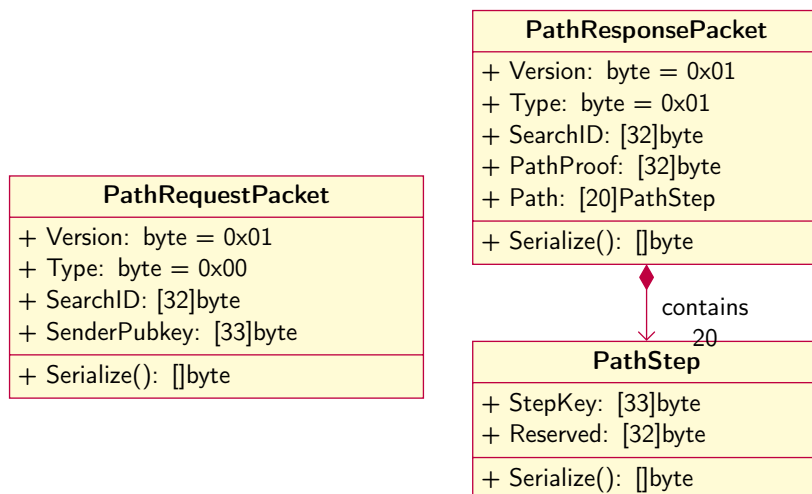 PathResponsePacket
+ Version: byte = 0x01
+ Type: byte = 0x01
+ SearchID: [32]byte
+ PathProof: [32]byte
+ Path: [20]PathStep
+ Serialize(): []byte
PathRequestPacket
+ Version: byte = 0x01
+ Type: byte = 0x00
+ SearchID: [32]byte
+ SenderPubkey: [33]byte
+ Serialize(): []byte
contains
20
PathStep
+ StepKey: [33]byte
+ Reserved: [32]byte
+ Serialize(): []byte